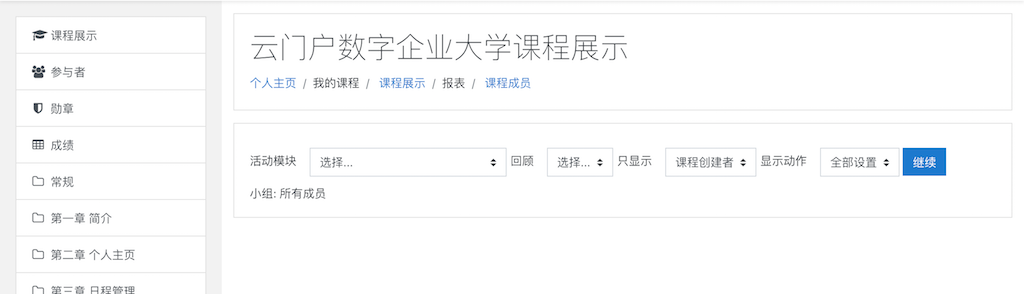 课程展示
参与者
勋章
成绩
常规
第一章 简介
第二章 个人主页
第三章 日程管理
云门户数字企业大学课程展示
个人主页 / 我的课程 / 课程展示 / 报表 / 课程成员
活动模块 选择... 回顾 选择... 只显示 课程创建者 显示动作 全部设置 继续
小组: 所有成员